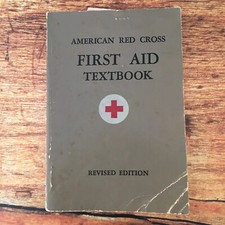 AMERICAN RED CROSS
FIRST AID
TEXTBOOK
REVISED EDITION